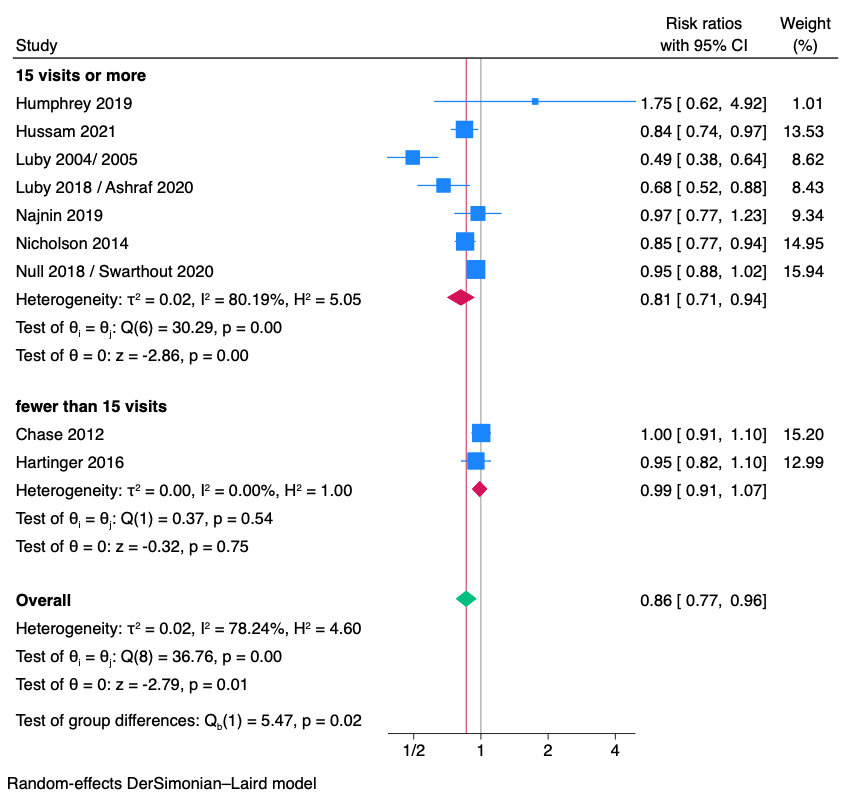 Risk ratios Weight
Study with 95% CI (%)
15 visits or more
Humphrey 2019 1.75 [ 0.62, 4.92] 1.01
Hussam 2021 0.84 [ 0.74, 0.97] 13.53
Luby 2004/ 2005 0.49 [ 0.38, 0.64] 8.62
Luby 2018 / Ashraf 2020 0.68 [ 0.52, 0.88] 8.43
Najnin 2019 0.97 [ 0.77, 1.23] 9.34
Nicholson 2014 0.85 [ 0.77, 0.94] 14.95
Null 2018 / Swarthout 2020 0.95 [ 0.88, 1.02] 15.94
Heterogeneity: τ² = 0.02, I² = 80.19%, H² = 5.05 0.81 [ 0.71, 0.94]
Test of θᵢ = θⱼ: Q(6) = 30.29, p = 0.00
Test of θ = 0: z = -2.86, p = 0.00
fewer than 15 visits
Chase 2012 1.00 [ 0.91, 1.10] 15.20
Hartinger 2016 0.95 [ 0.82, 1.10] 12.99
Heterogeneity: τ² = 0.00, I² = 0.00%, H² = 1.00 0.99 [ 0.91, 1.07]
Test of θᵢ = θⱼ: Q(1) = 0.37, p = 0.54
Test of θ = 0: z = -0.32, p = 0.75
Overall 0.86 [ 0.77, 0.96]
Heterogeneity: τ² = 0.02, I² = 78.24%, H² = 4.60
Test of θᵢ = θⱼ: Q(8) = 36.76, p = 0.00
Test of θ = 0: z = -2.79, p = 0.01
Test of group differences: Q_b(1) = 5.47, p = 0.02
1/2 1 2 4
Random-effects DerSimonian–Laird model